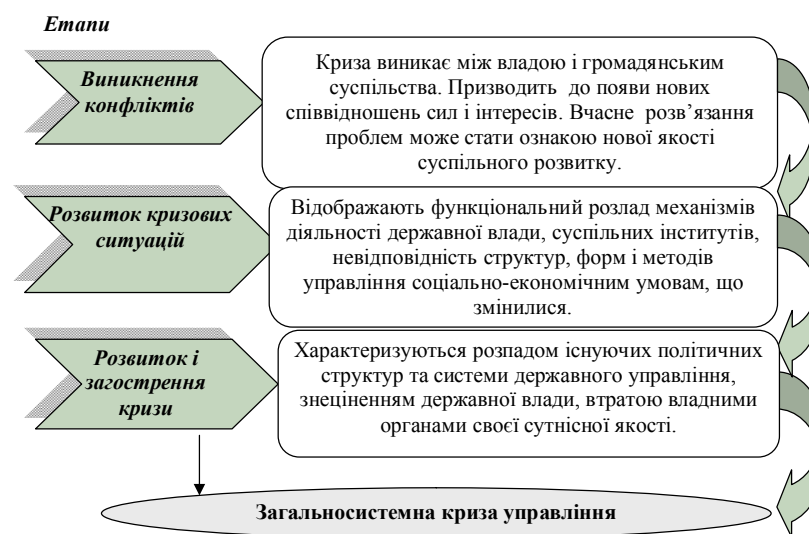 Етапи
Виникнення
конфліктів
Криза виникає між владою і громадянським
суспільства. Призводить до появи нових
співвідношень сил і інтересів. Вчасне розв’язання
проблем може стати ознакою нової якості
суспільного розвитку.
Розвиток кризових
ситуацій
Відображають функціональний розлад механізмів
діяльності державної влади, суспільних інститутів,
невідповідність структур, форм і методів
управління соціально-економічним умовам, що
змінилися.
Розвиток і
загострення
кризи
Характеризуються розпадом існуючих політичних
структур та системи державного управління,
знеціненням державної влади, втратою владними
органами своєї сутнісної якості.
Загальносистемна криза управління